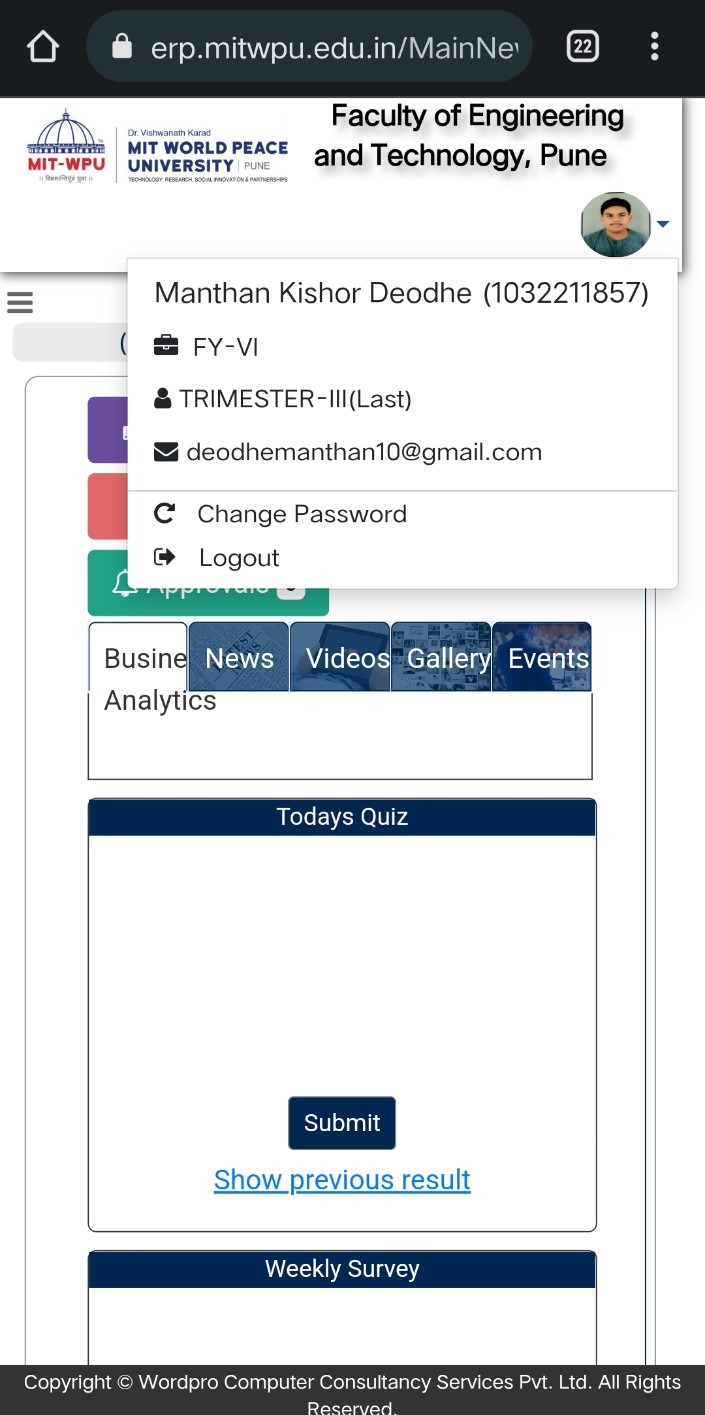 erp.mitwpu.edu.in/MainNe
22
Dr. Vishwanath Karad
MIT WORLD PEACE
UNIVERSITY | PUNE
TECHNOLOGY, RESEARCH, SOCIAL INNOVATION & PARTNERSHIPS
MIT-WPU
Faculty of Engineering
and Technology, Pune
Manthan Kishor Deodhe (1032211857)
FY-VI
TRIMESTER-III(Last)
deodhemanthan10@gmail.com
Change Password
Logout
(
Approvals
Busine News Videos Gallery Events
Analytics
Todays Quiz
Submit
Show previous result
Weekly Survey
Copyright © Wordpro Computer Consultancy Services Pvt. Ltd. All Rights
Reserved.